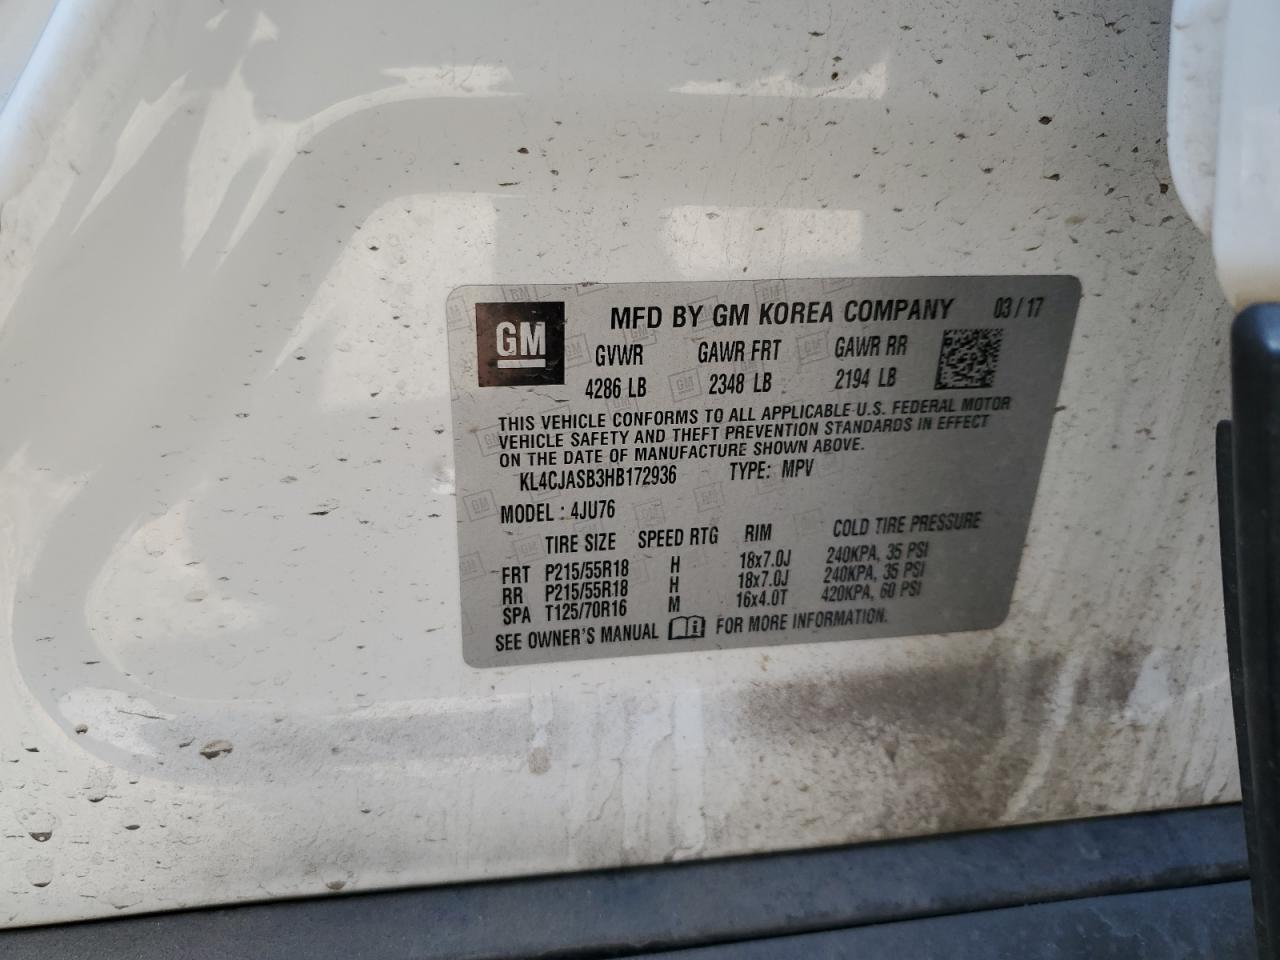 GM
MFD BY GM KOREA COMPANY 03/17
GVWR GAWR FRT GAWR RR
4286 LB 2348 LB 2194 LB
THIS VEHICLE CONFORMS TO ALL APPLICABLE U.S. FEDERAL MOTOR
VEHICLE SAFETY AND THEFT PREVENTION STANDARDS IN EFFECT
ON THE DATE OF MANUFACTURE SHOWN ABOVE.
KL4CJASB3HB172936 TYPE: MPV
MODEL : 4JU76
TIRE SIZE SPEED RTG RIM COLD TIRE PRESSURE
FRT P215/55R18 H 18x7.0J 240KPA, 35 PSI
RR P215/55R18 H 18x7.0J 240KPA, 35 PSI
SPA T125/70R16 M 16x4.0T 420KPA, 60 PSI
SEE OWNER'S MANUAL FOR MORE INFORMATION.